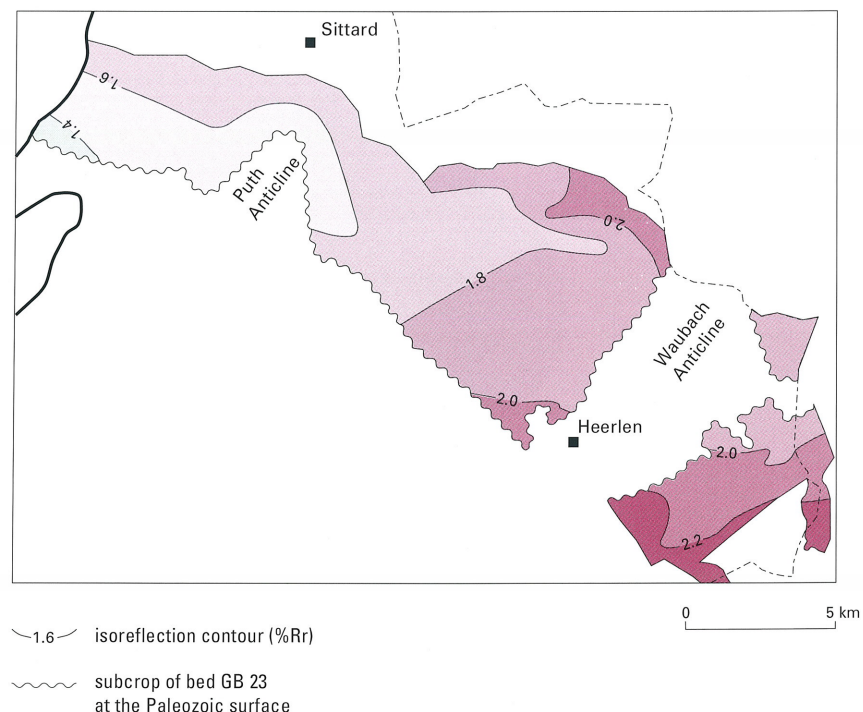 Sittard
1.6
1.4
Puth
Anticline
2.0
1.8
Waubach
Anticline
2.0
Heerlen
2.0
2.2
0 5 km
1.6 isoreflection contour (%Rr)
subcrop of bed GB 23
at the Paleozoic surface